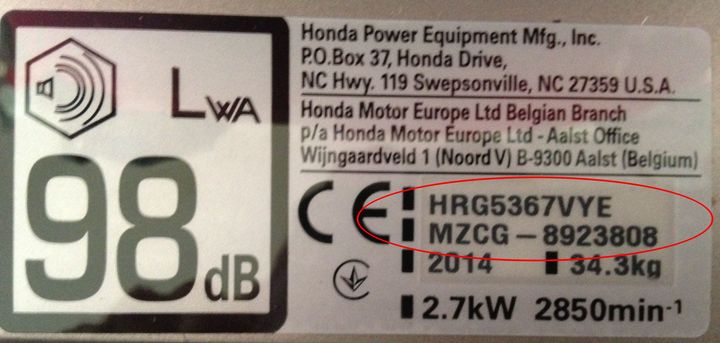 LWA
98 dB
Honda Power Equipment Mfg., Inc.
P.O.Box 37, Honda Drive,
NC Hwy. 119 Swepsonville, NC 27359 U.S.A.
Honda Motor Europe Ltd Belgian Branch
p/a Honda Motor Europe Ltd - Aalst Office
Wijngaardveld 1 (Noord V) B-9300 Aalst (Belgium)
CE
HRG5367VYE
MZCG – 8923808
2014 34.3kg
2.7kW 2850min-1